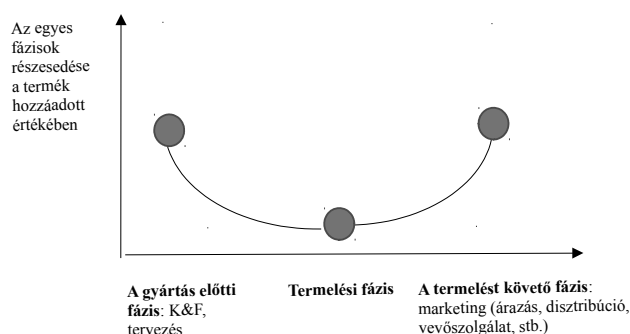 Az egyes
fázisok
részesedése
a termék
hozzáadott
értékében
A gyártás előtti
fázis: K&F,
tervezés
Termelési fázis
A termelést követő fázis:
marketing (árazás, disztribúció,
vevőszolgálat, stb.)